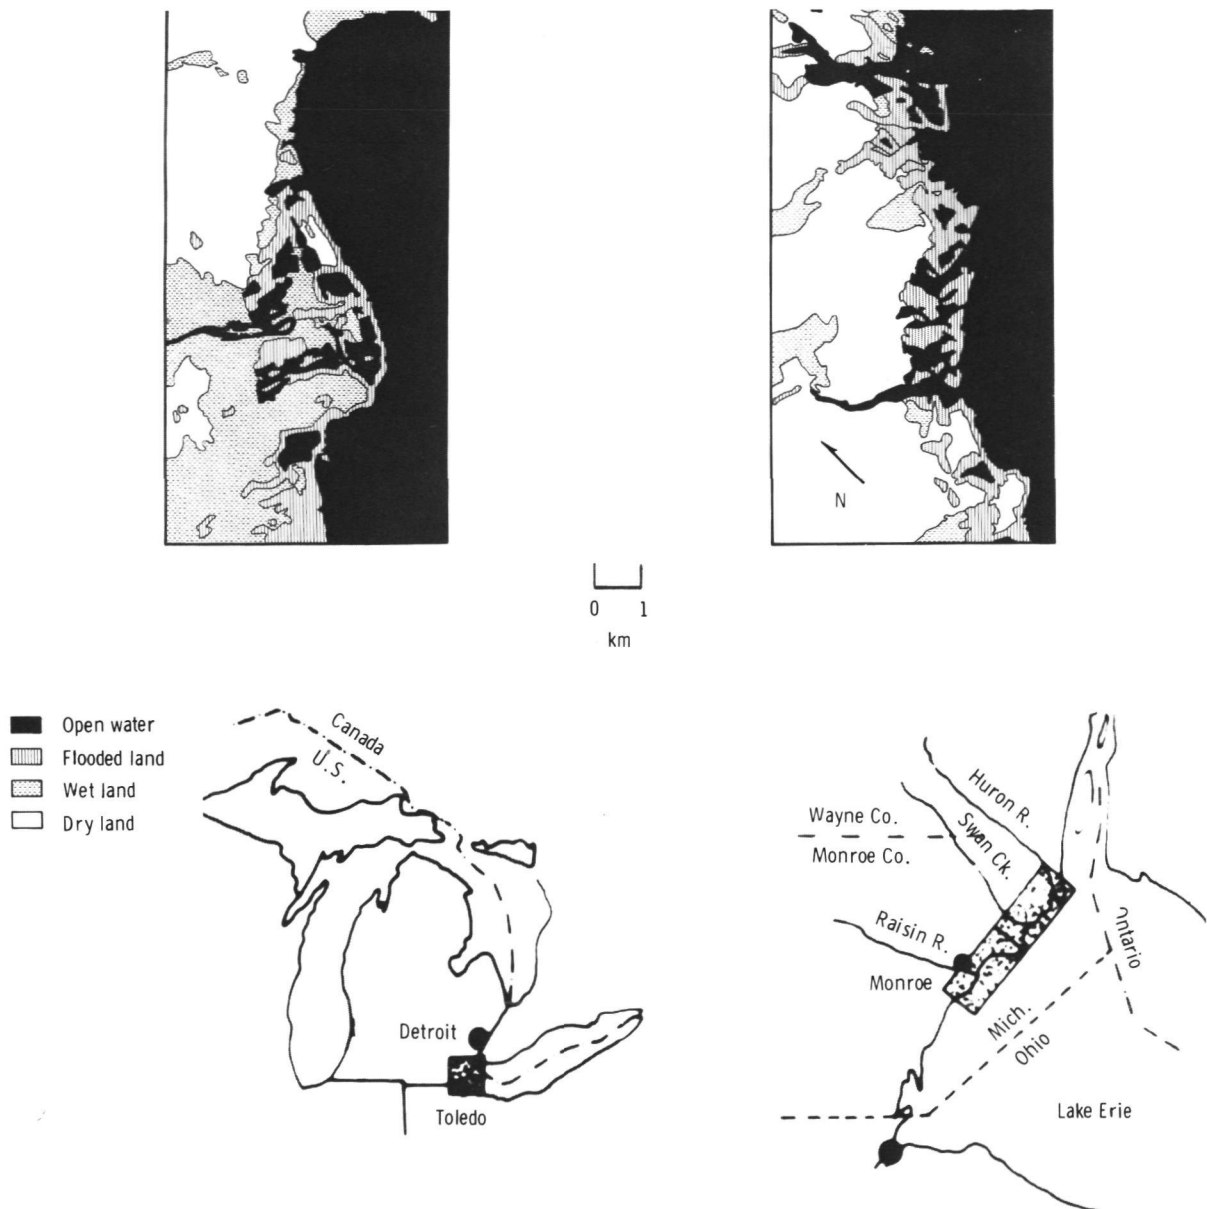 N
0 1
km
Open water
Flooded land
Wet land
Dry land
Canada
U.S.
Detroit
Toledo
Huron R.
Wayne Co.
Swan Ck.
Monroe Co.
Raisin R.
Monroe
Ontario
Mich.
Ohio
Lake Erie